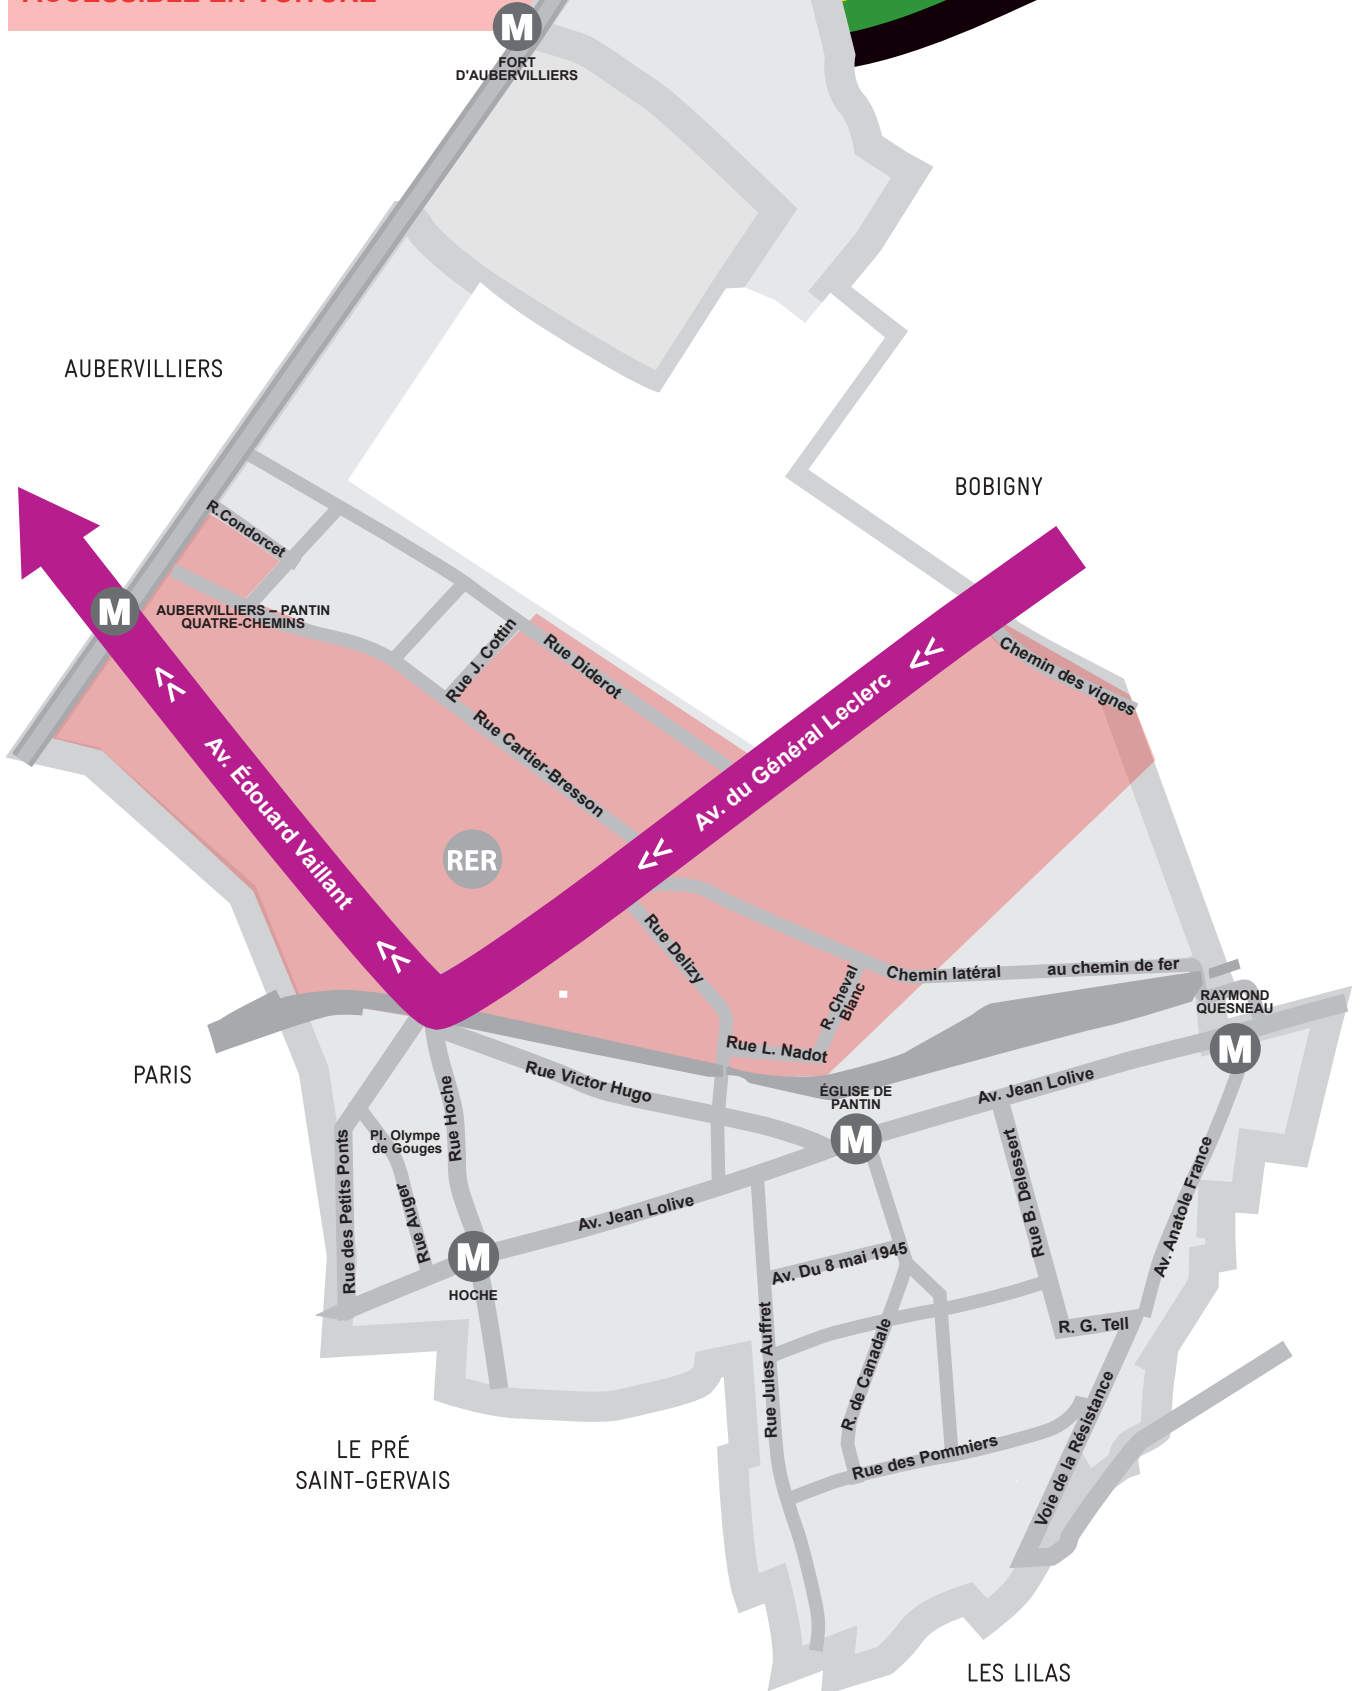 ACCESSIBLE EN VOITURE
M
FORT
D'AUBERVILLIERS
AUBERVILLIERS
BOBIGNY
R.Condorcet
M
AUBERVILLIERS – PANTIN
QUATRE-CHEMINS
Rue J. Cottin
Rue Diderot
Chemin des vignes
Rue Cartier-Bresson
Av. du Général Leclerc
Av. Édouard Vaillant
RER
Rue Delizy
R. Cheval
Blanc
Chemin latéral
au chemin de fer
RAYMOND
QUESNEAU
M
Rue L. Nadot
PARIS
Rue Victor Hugo
ÉGLISE DE
PANTIN
M
Av. Jean Lolive
Rue Hoche
Pl. Olympe
de Gouges
Rue des Petits Ponts
Rue Auger
Av. Jean Lolive
Rue B. Delessert
Av. Anatole France
M
HOCHE
Av. Du 8 mai 1945
Rue Jules Auffret
R. de Canadale
R. G. Tell
Rue des Pommiers
Voie de la Résistance
LE PRÉ
SAINT-GERVAIS
LES LILAS